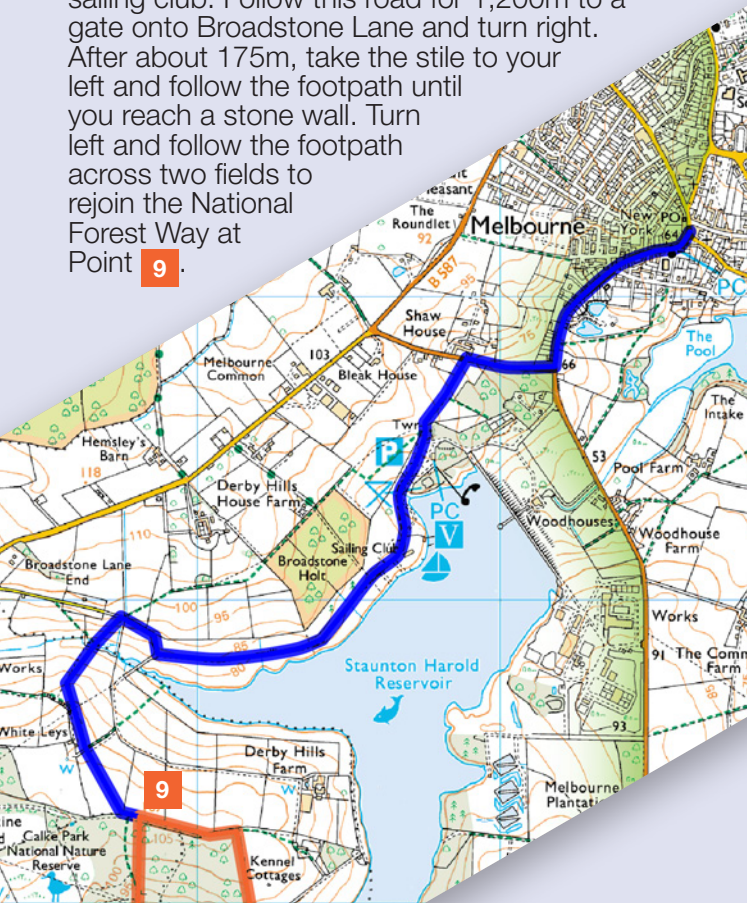 sailing club. Follow this road for 1,200m to a
gate onto Broadstone Lane and turn right.
After about 175m, take the stile to your
left and follow the footpath until
you reach a stone wall. Turn
left and follow the footpath
across two fields to
rejoin the National
Forest Way at
Point 9.
The
Roundlet
92
Melbourne
New
York
PO
64
B 587
95
PC
Shaw
House
76
The
Pool
103
Melbourne
Common
Bleak House
66
The
Intake
Twr
Hemsley's
Barn
118
P
53
Pool Farm
Derby Hills
House Farm
PC
V
Woodhouses
Woodhouse
Farm
110
Sailing Club
Broadstone
Holt
Broadstone Lane
End
100
95
Works
85
80
91
The Comm
Farm
Staunton Harold
Reservoir
Works
93
White Leys
Derby Hills
Farm
W
W
9
Melbourne
Plantatio
105
Calke Park
National Nature
Reserve
100
Kennel
Cottages